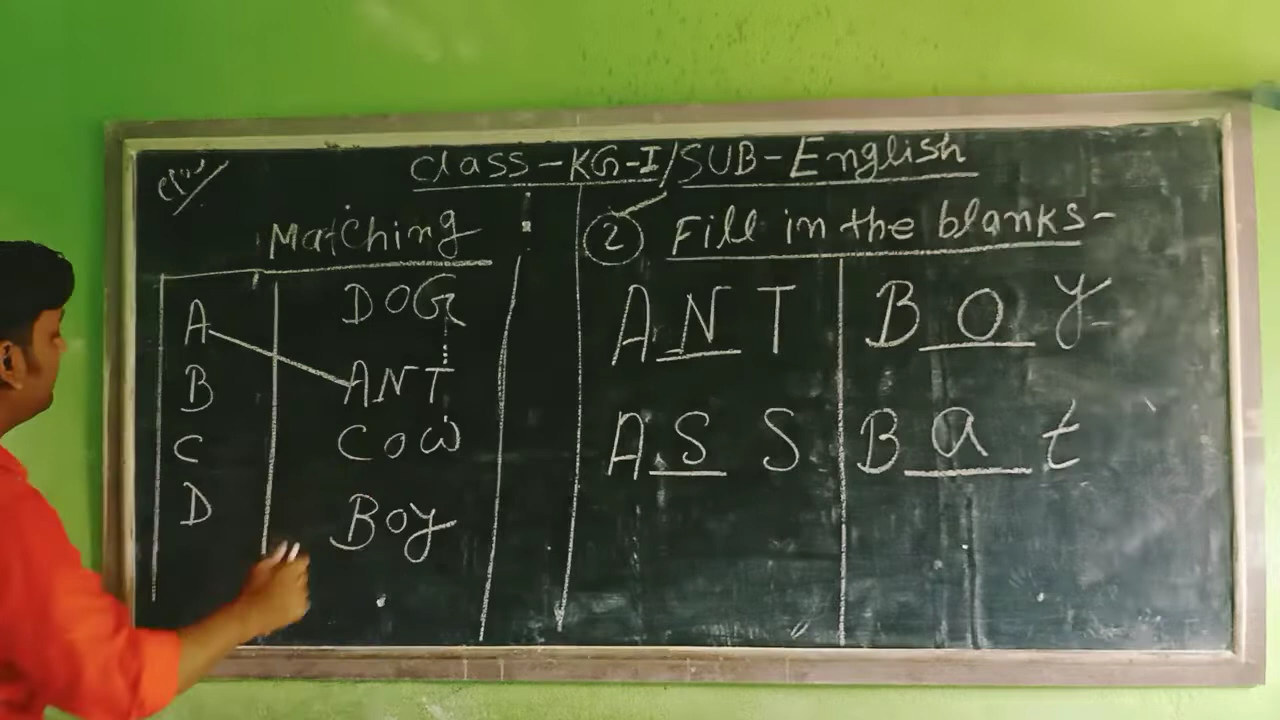 Class-KG-I/SUB-English
Matching
A DOG
B ANT
C COW
D BOY
2 Fill in the blanks-
ANT BOY
ASS Bat